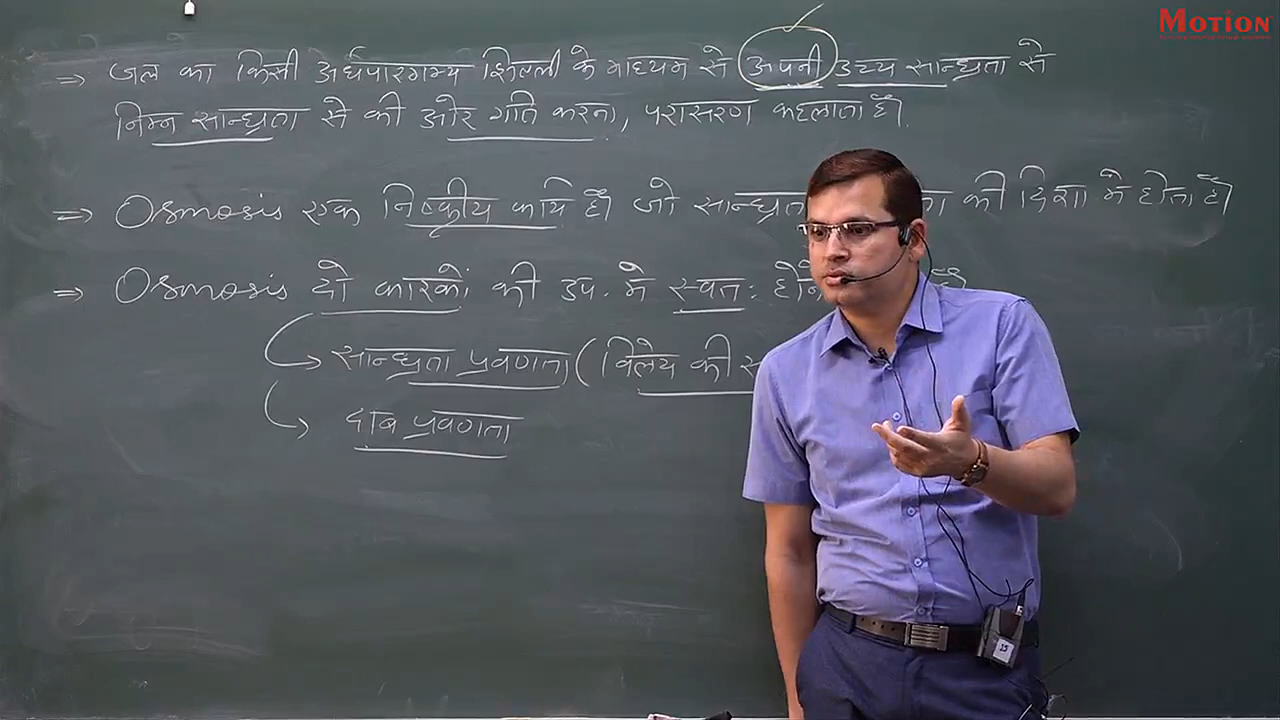 MOTION
⇒ जल का किसी अर्धपारगम्य झिल्ली के माध्यम से अपनी उच्च सान्द्रता से
निम्न सान्द्रता से की ओर गति करना, परासरण कहलाता है।
⇒ Osmosis एक निष्क्रीय कार्य है। जो की दिशा में होता है।
⇒ Osmosis दो कारकों की उप. में स्वत:
सान्द्रता प्रवणता (विलेय की
दाब प्रवणता
15